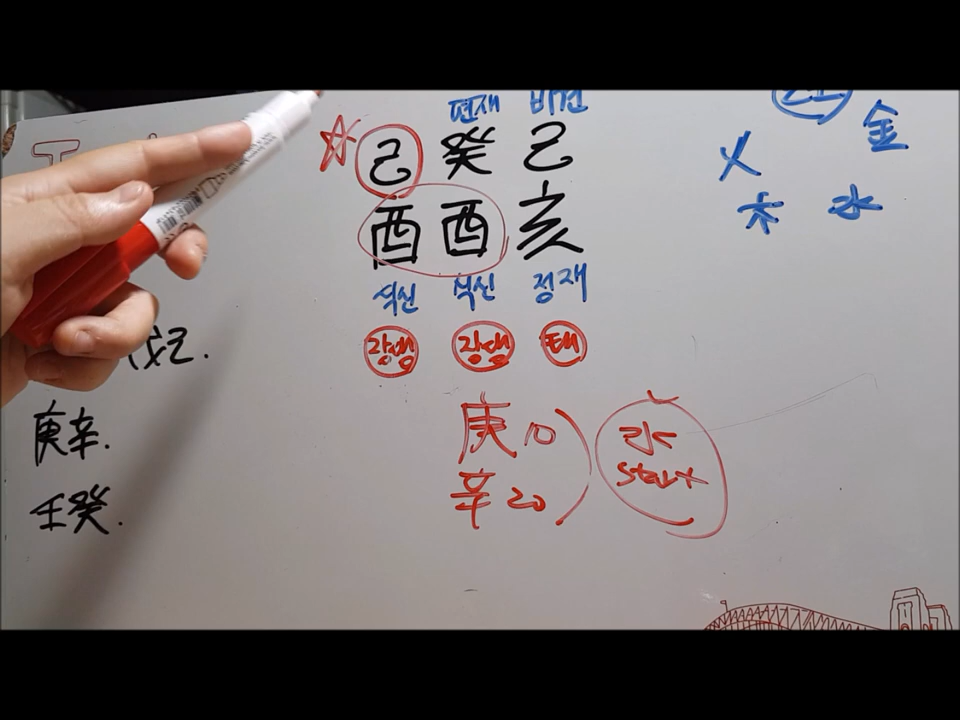 편재 비견
己 癸 己 金
酉 酉 亥 火
木 水
식신 식신 정재
장생 장생 태
戊己.
庚辛. 庚 10 水
辛 20 start
壬癸.